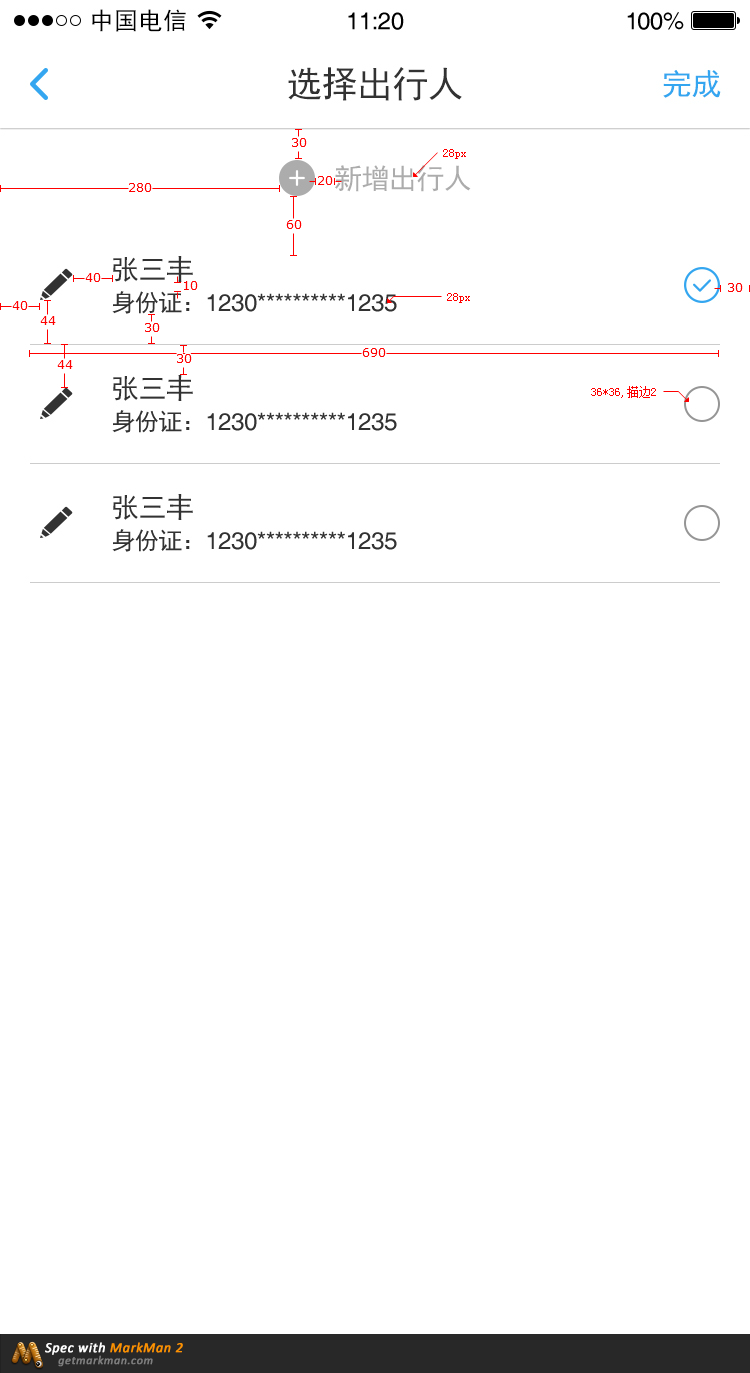 中国电信 11:20 100%
选择出行人 完成
30
28px
280 20 新增出行人
60
40 张三丰
10
身份证：1230**********1235 28px
30
40
44
30
690
44
30
张三丰
36*36,描边2
身份证：1230**********1235
张三丰
身份证：1230**********1235
Spec with MarkMan 2
getmarkman.com